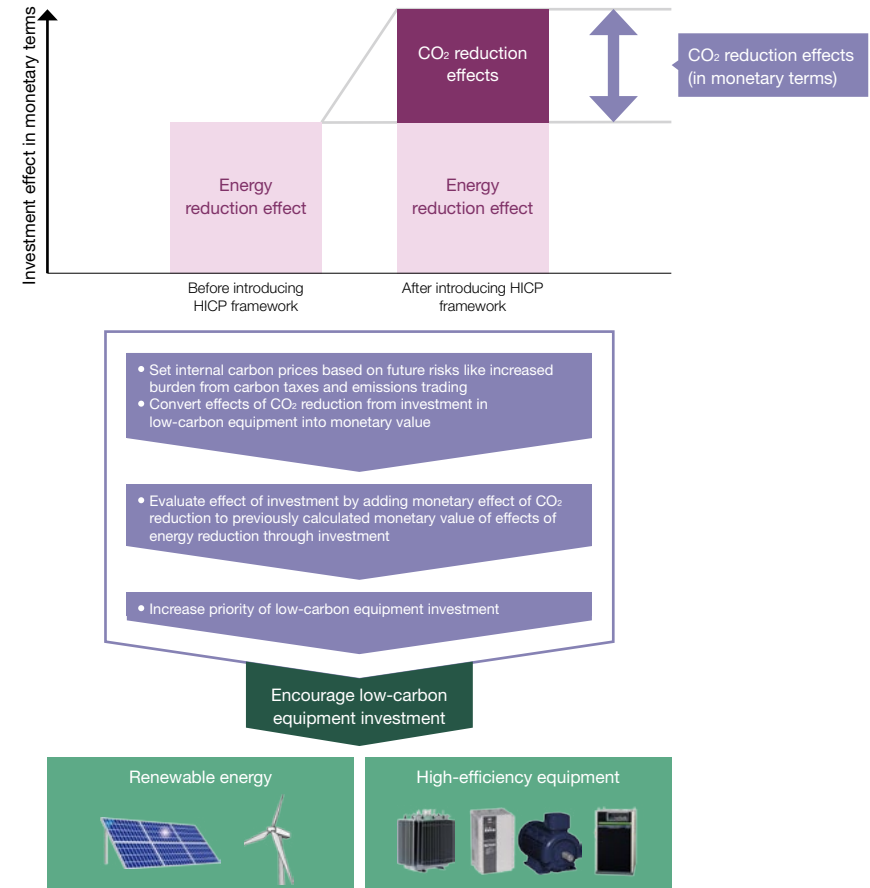 Investment effect in monetary terms
CO₂ reduction
effects
CO₂ reduction effects
(in monetary terms)
Energy
reduction effect
Energy
reduction effect
Before introducing
HICP framework
After introducing HICP
framework
• Set internal carbon prices based on future risks like increased
burden from carbon taxes and emissions trading
• Convert effects of CO₂ reduction from investment in
low-carbon equipment into monetary value
• Evaluate effect of investment by adding monetary effect of CO₂
reduction to previously calculated monetary value of effects of
energy reduction through investment
• Increase priority of low-carbon equipment investment
Encourage low-carbon
equipment investment
Renewable energy
High-efficiency equipment